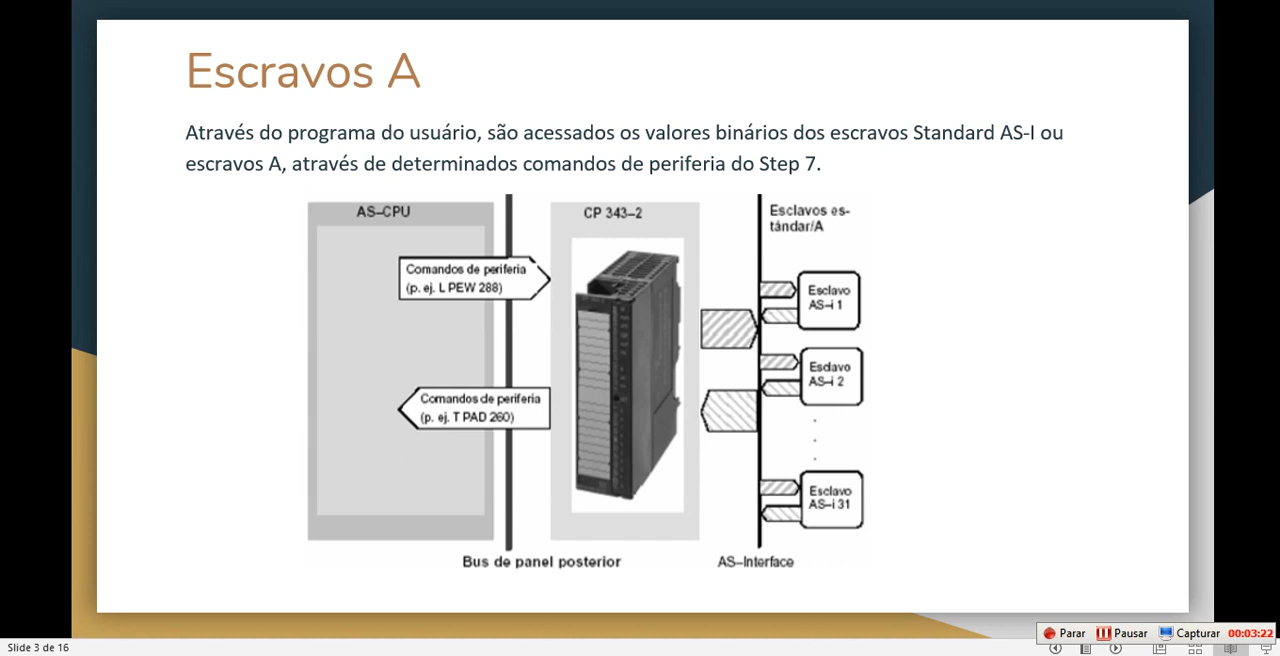 Escravos A
Através do programa do usuário, são acessados os valores binários dos escravos Standard AS-I ou
escravos A, através de determinados comandos de periferia do Step 7.
AS–CPU
CP 343–2
Esclavos es-
tándar/A
Comandos de periferia
(p. ej. L PEW 288)
Esclavo
AS–i 1
Esclavo
AS–i 2
Comandos de periferia
(p. ej. T PAD 260)
Esclavo
AS–i 31
Bus de panel posterior
AS–Interface
Parar
Pausar
Capturar
00:03:22
Slide 3 de 16